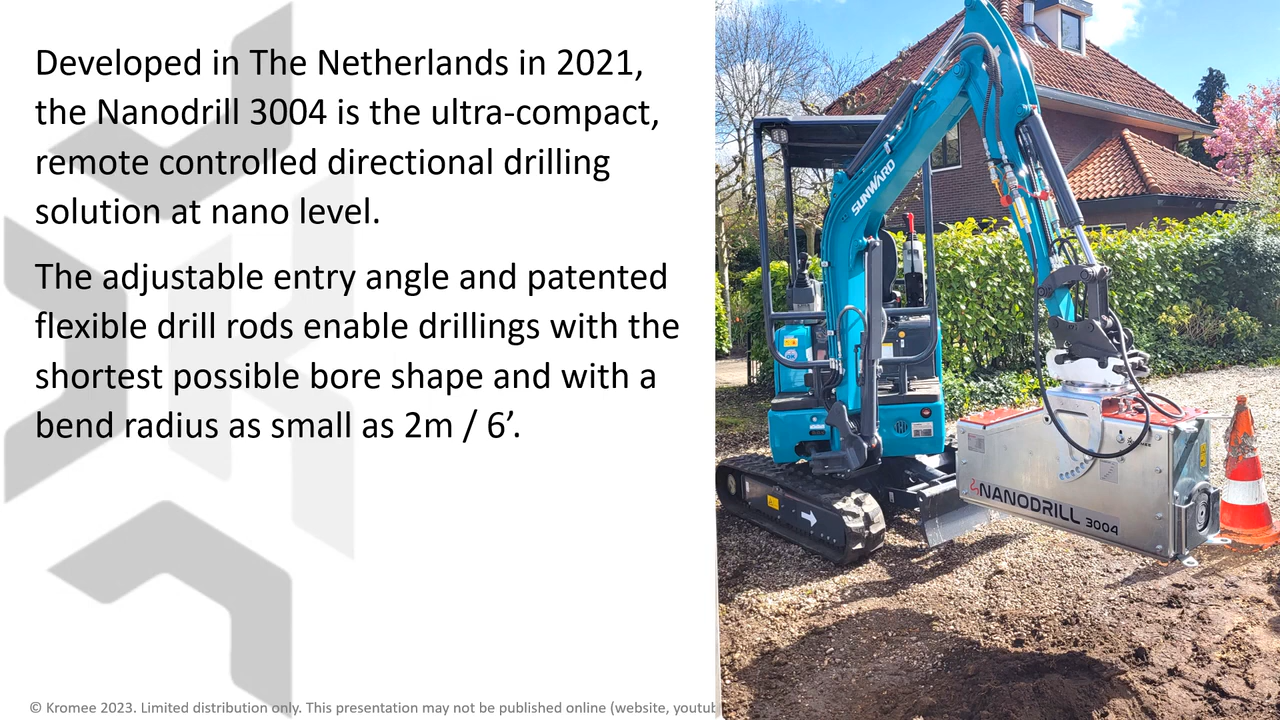 Developed in The Netherlands in 2021,
the Nanodrill 3004 is the ultra-compact,
remote controlled directional drilling
solution at nano level.
The adjustable entry angle and patented
flexible drill rods enable drillings with the
shortest possible bore shape and with a
bend radius as small as 2m / 6’.
SUNWARD
NANODRILL 3004
© Kromee 2023. Limited distribution only. This presentation may not be published online (website,